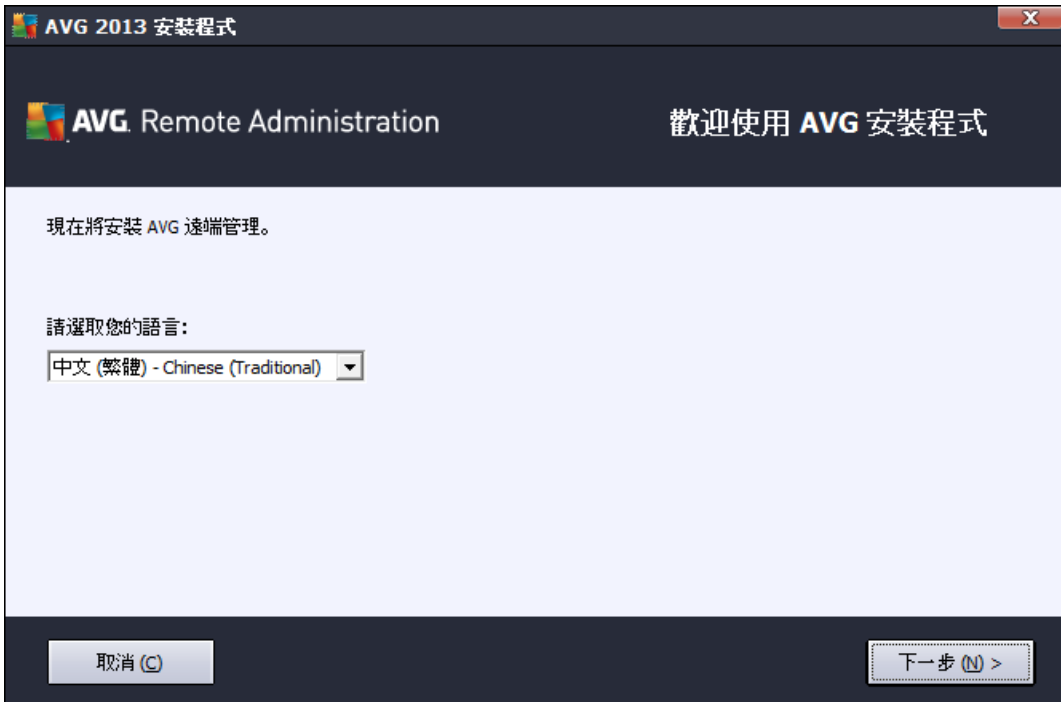 AVG 2013 安裝程式
AVG. Remote Administration
歡迎使用 AVG 安裝程式
現在將安裝 AVG 遠端管理。
請選取您的語言:
中文 (繁體) - Chinese (Traditional)
取消 (C)
下一步 (N) >